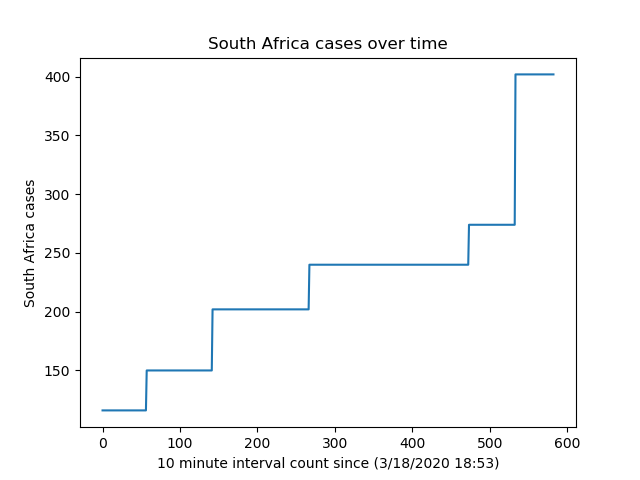 South Africa cases over time
400
350
300
250
200
150
South Africa cases
0 100 200 300 400 500 600
10 minute interval count since (3/18/2020 18:53)